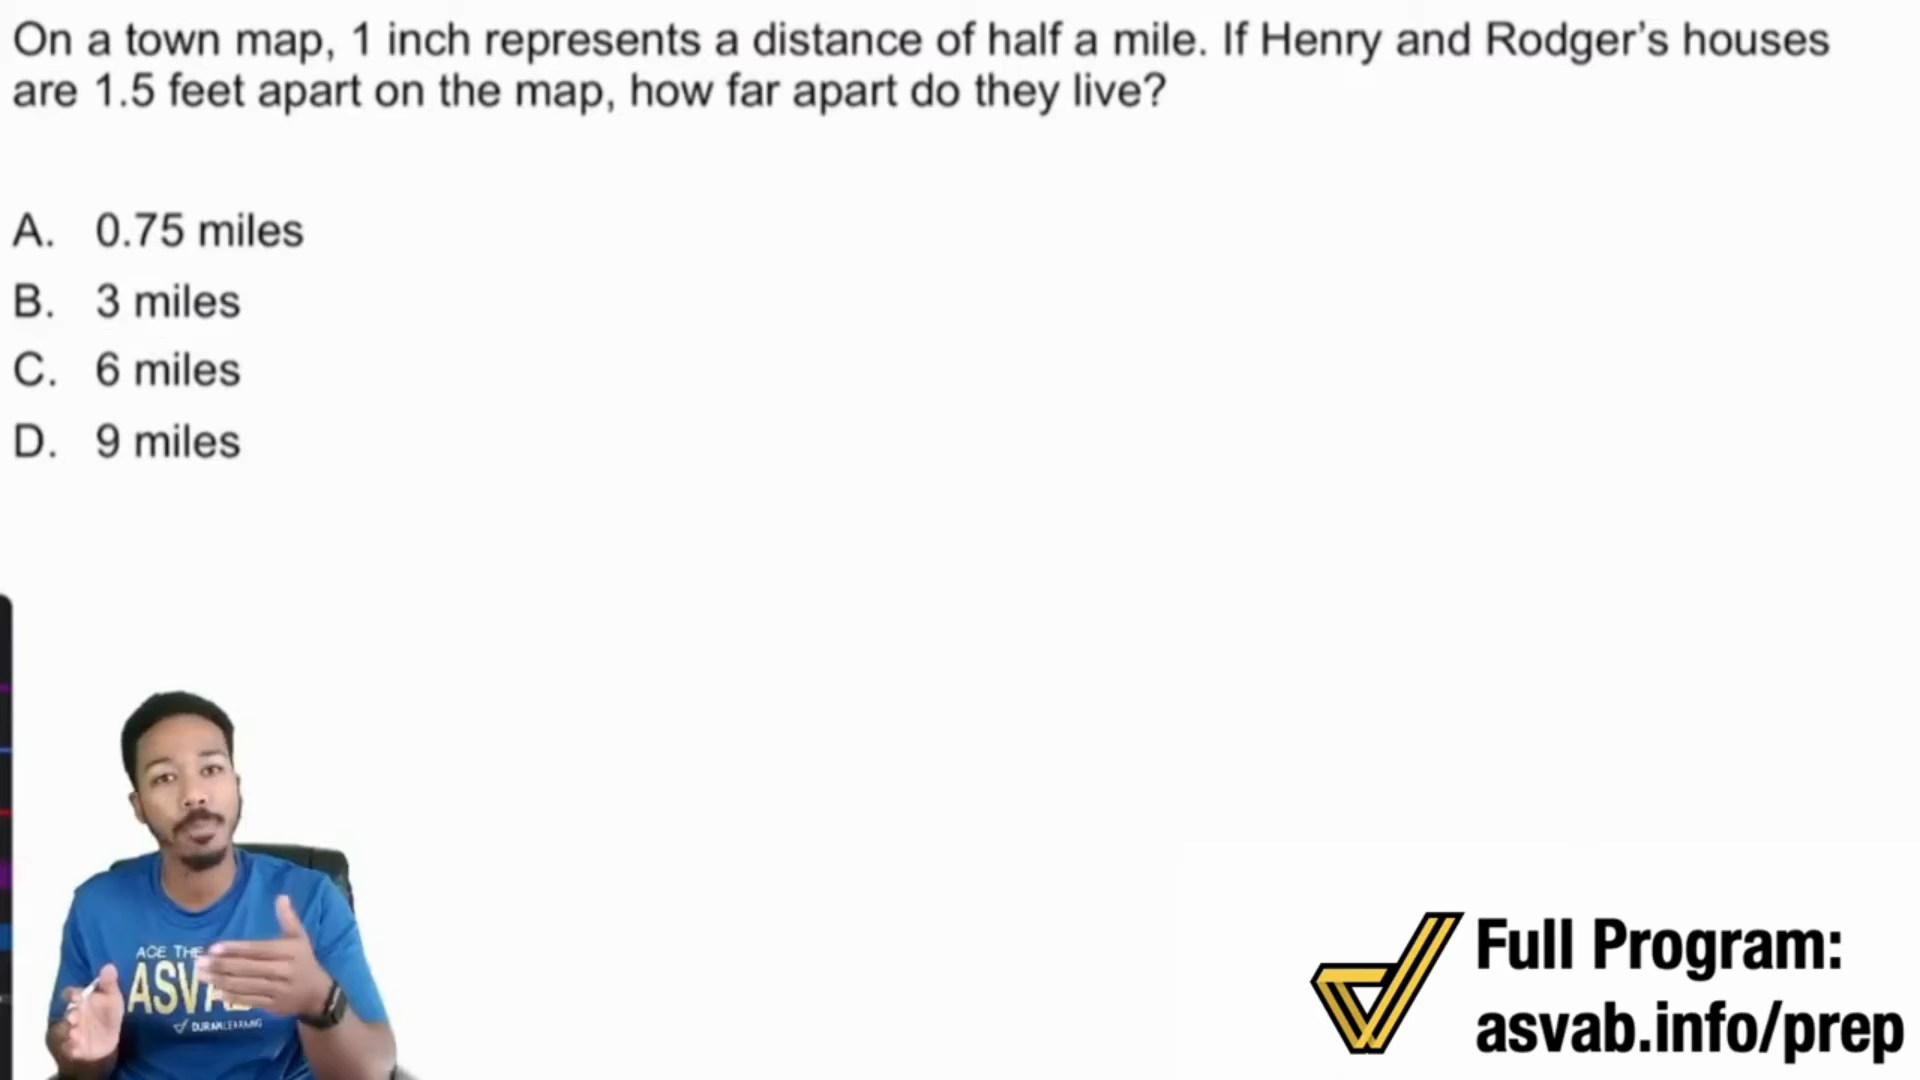 On a town map, 1 inch represents a distance of half a mile. If Henry and Rodger’s houses
are 1.5 feet apart on the map, how far apart do they live?
A. 0.75 miles
B. 3 miles
C. 6 miles
D. 9 miles
ACE THE
DURANLEARNING
Full Program:
asvab.info/prep